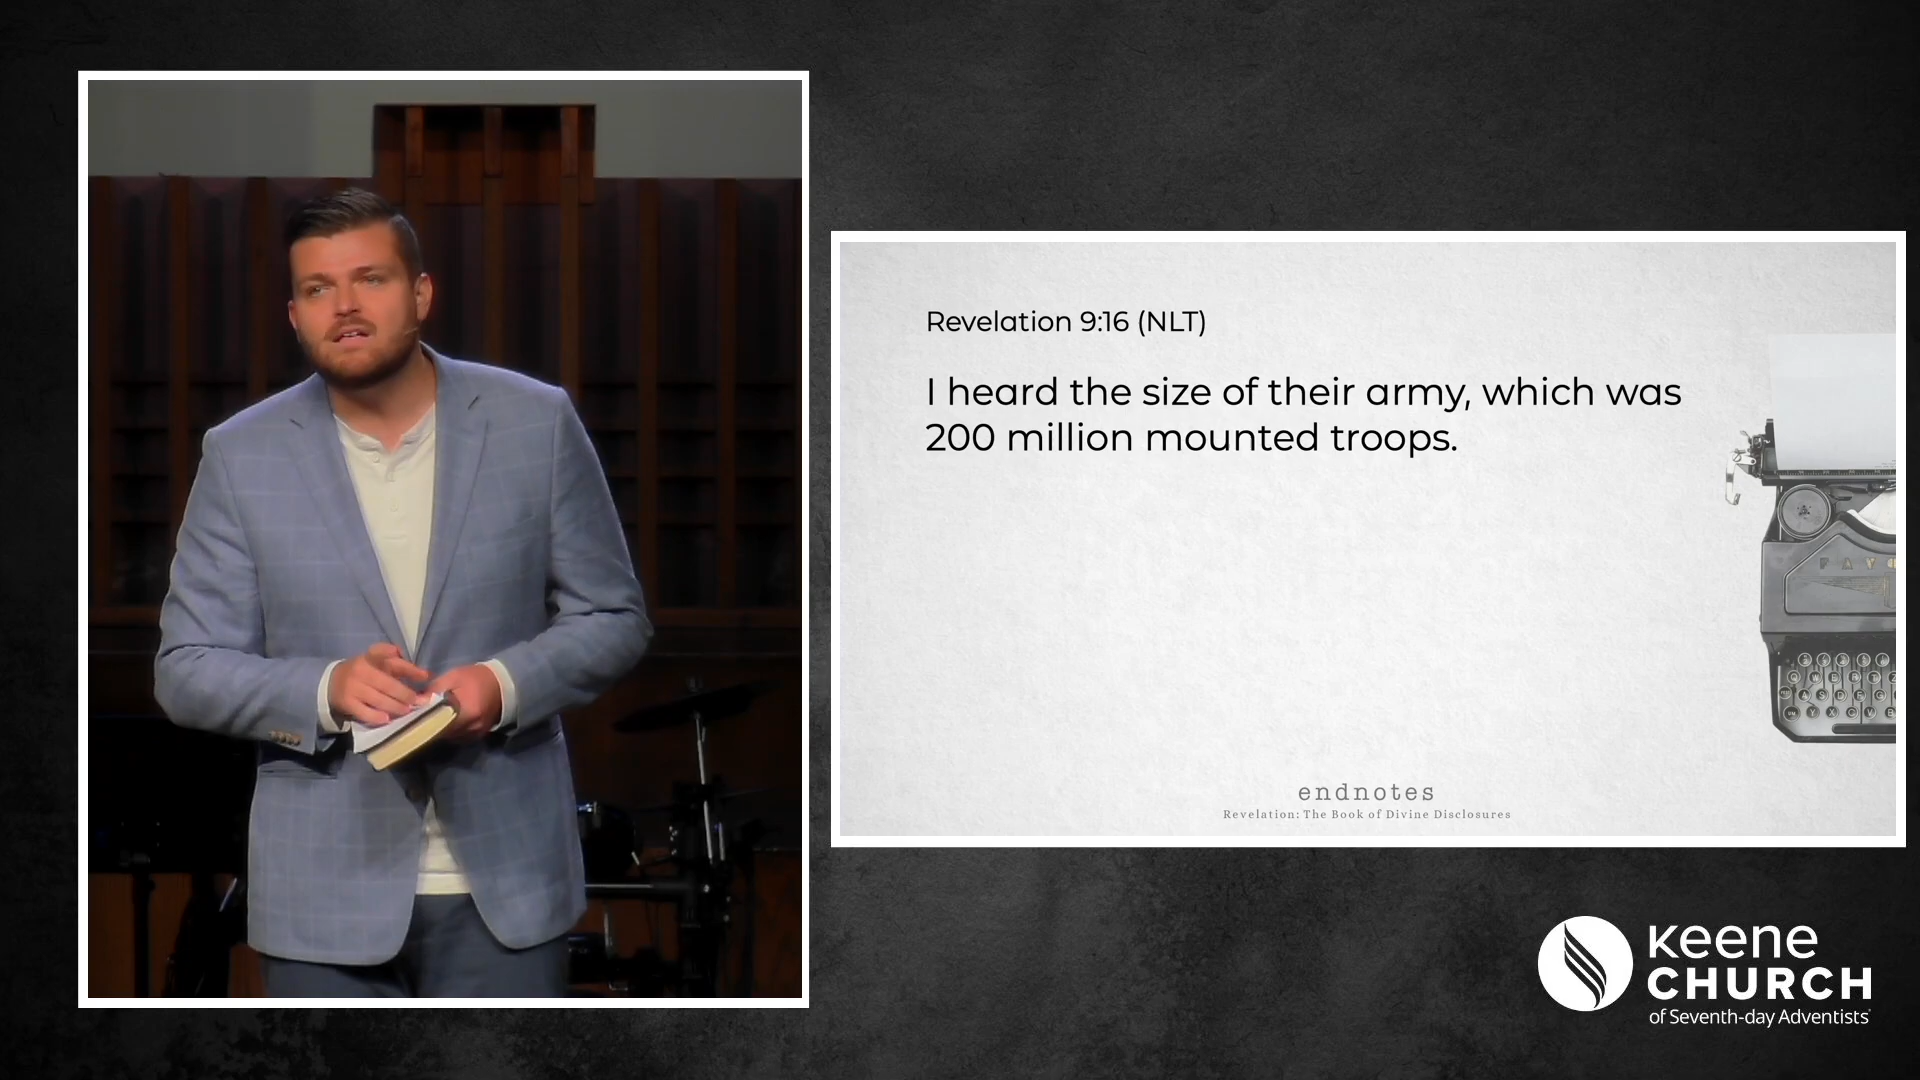 Revelation 9:16 (NLT)
I heard the size of their army, which was
200 million mounted troops.
endnotes
Revelation: The Book of Divine Disclosures
Keene
CHURCH
of Seventh-day Adventists